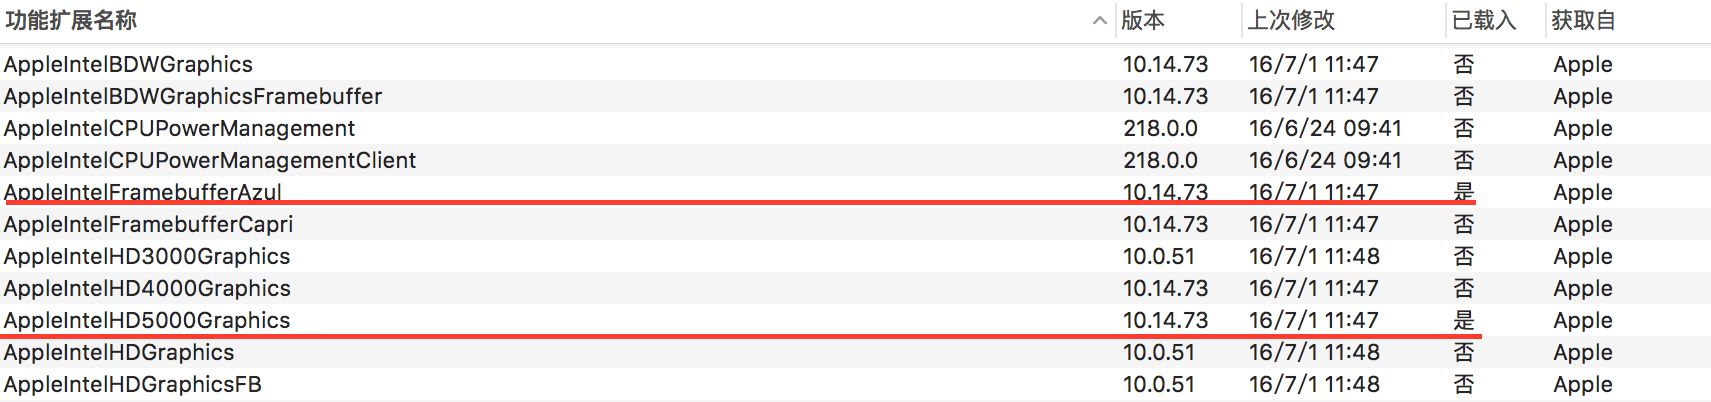 功能扩展名称 版本 上次修改 已载入 获取自
AppleIntelBDWGraphics 10.14.73 16/7/1 11:47 否 Apple
AppleIntelBDWGraphicsFramebuffer 10.14.73 16/7/1 11:47 否 Apple
AppleIntelCPUPowerManagement 218.0.0 16/6/24 09:41 否 Apple
AppleIntelCPUPowerManagementClient 218.0.0 16/6/24 09:41 否 Apple
AppleIntelFramebufferAzul 10.14.73 16/7/1 11:47 是 Apple
AppleIntelFramebufferCapri 10.14.73 16/7/1 11:47 否 Apple
AppleIntelHD3000Graphics 10.0.51 16/7/1 11:48 否 Apple
AppleIntelHD4000Graphics 10.14.73 16/7/1 11:47 否 Apple
AppleIntelHD5000Graphics 10.14.73 16/7/1 11:47 是 Apple
AppleIntelHDGraphics 10.0.51 16/7/1 11:48 否 Apple
AppleIntelHDGraphicsFB 10.0.51 16/7/1 11:48 否 Apple